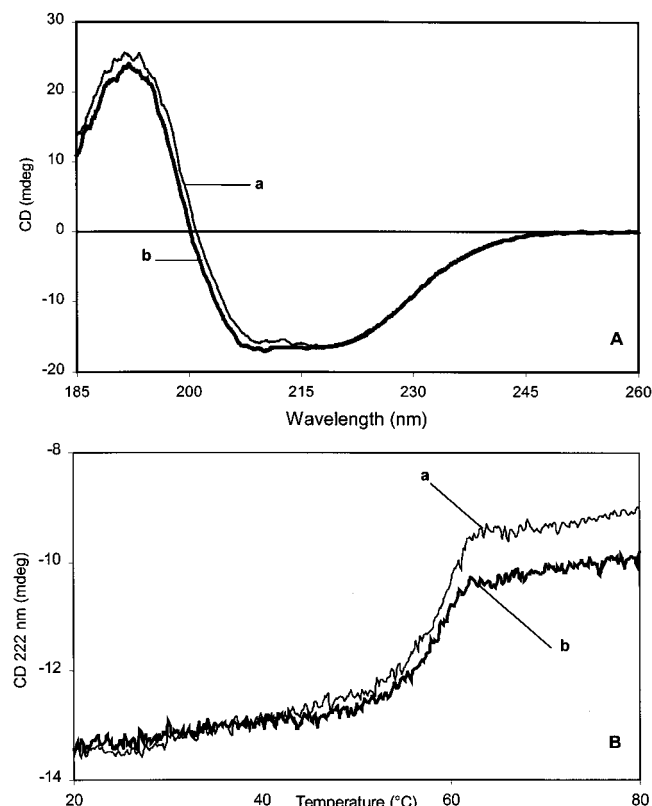 30
20
10
0
-10
-20
CD (mdeg)
a
b
A
185 200 215 230 245 260
Wavelength (nm)
-8
-10
-12
-14
CD 222 nm (mdeg)
a
b
B
20 40 60 80
Temperature (°C)